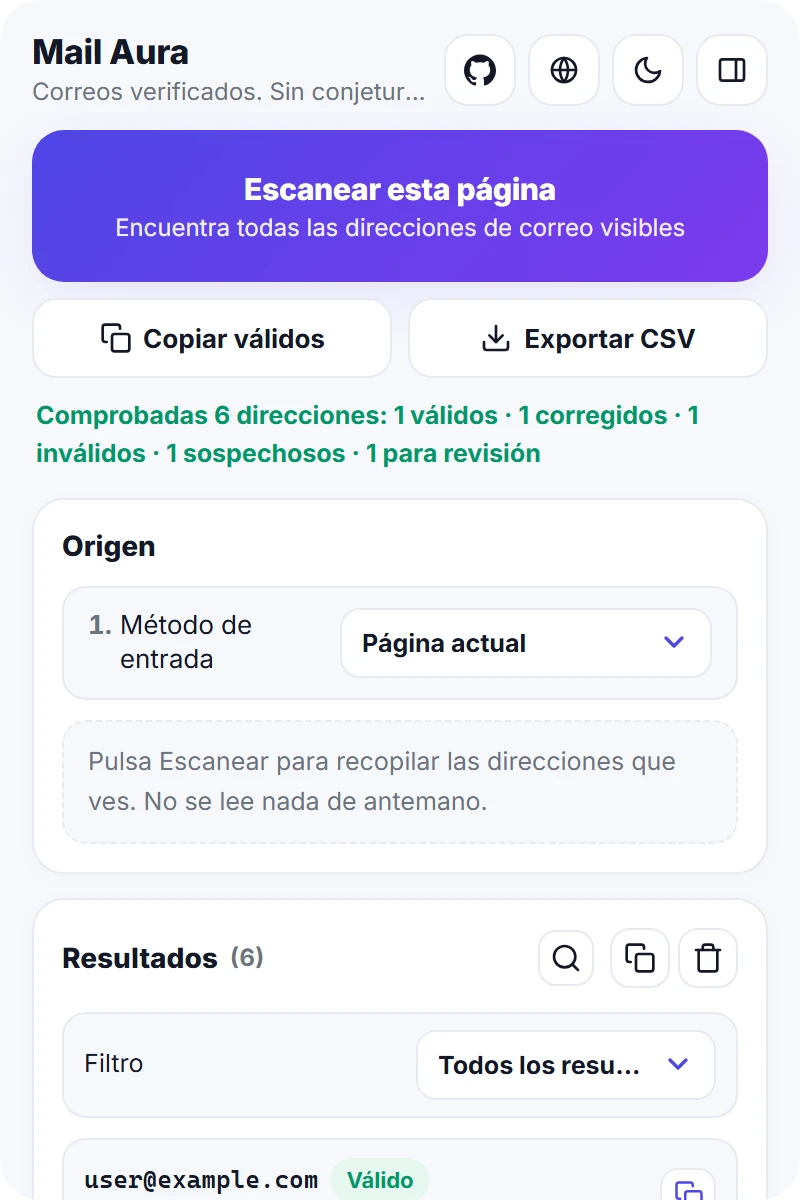 Mail Aura
Correos verificados. Sin conjetur...
Escanear esta página
Encuentra todas las direcciones de correo visibles
Copiar válidos
Exportar CSV
Comprobadas 6 direcciones: 1 válidos · 1 corregidos · 1
inválidos · 1 sospechosos · 1 para revisión
Origen
1. Método de
entrada
Página actual
Pulsa Escanear para recopilar las direcciones que
ves. No se lee nada de antemano.
Resultados (6)
Filtro
Todos los resu...
user@example.com Válido